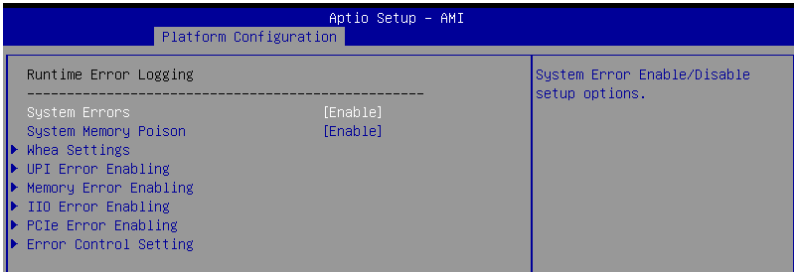 Aptio Setup – AMI
Platform Configuration
Runtime Error Logging
System Error Enable/Disable
setup options.
--------------------------------------------------
System Errors [Enable]
System Memory Poison [Enable]
Whea Settings
UPI Error Enabling
Memory Error Enabling
IIO Error Enabling
PCIe Error Enabling
Error Control Setting